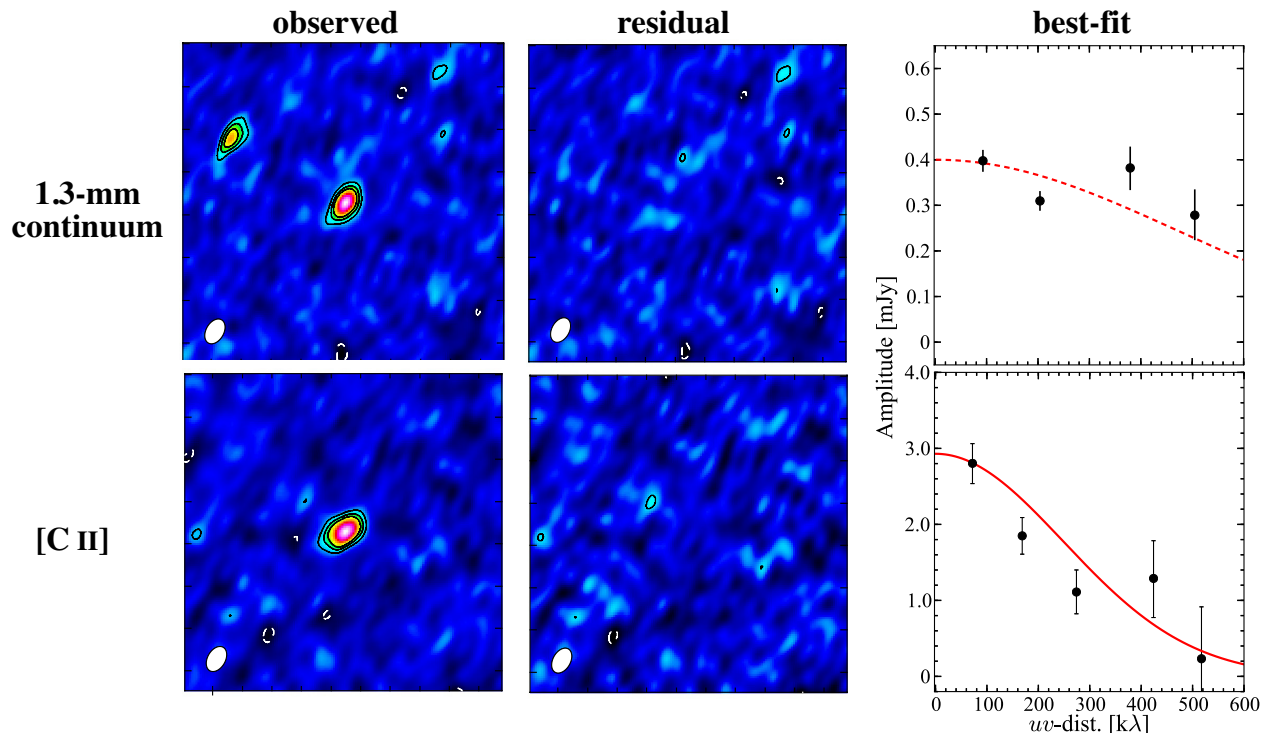 observed
residual
best-fit
1.3-mm
continuum
[C II]
Amplitude [mJy]
0.6
0.5
0.4
0.3
0.2
0.1
0
4.0
3.0
2.0
1.0
0
0 100 200 300 400 500 600
uv-dist. [kλ]